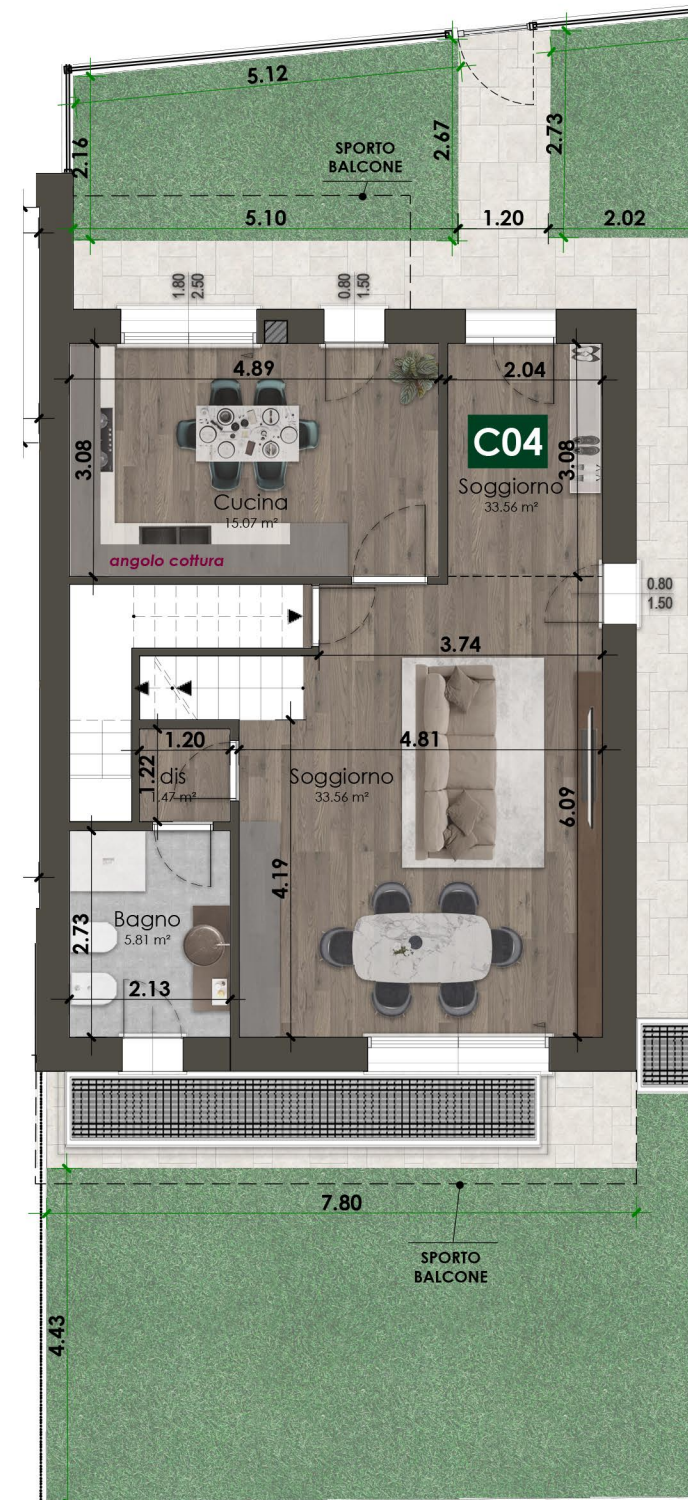 5.12
2.16
2.67
2.73
SPORTO
BALCONE
5.10
1.20
2.02
1.80
2.50
0.80
1.50
4.89
2.04
C04
3.08
3.08
Soggiorno
33.56 m²
Cucina
15.07 m²
angolo cottura
0.80
1.50
3.74
1.20
4.81
1.22
djs
1.47 m²
Soggiorno
33.56 m²
6.09
4.19
Bagno
5.81 m²
2.73
2.13
7.80
SPORTO
BALCONE
4.43